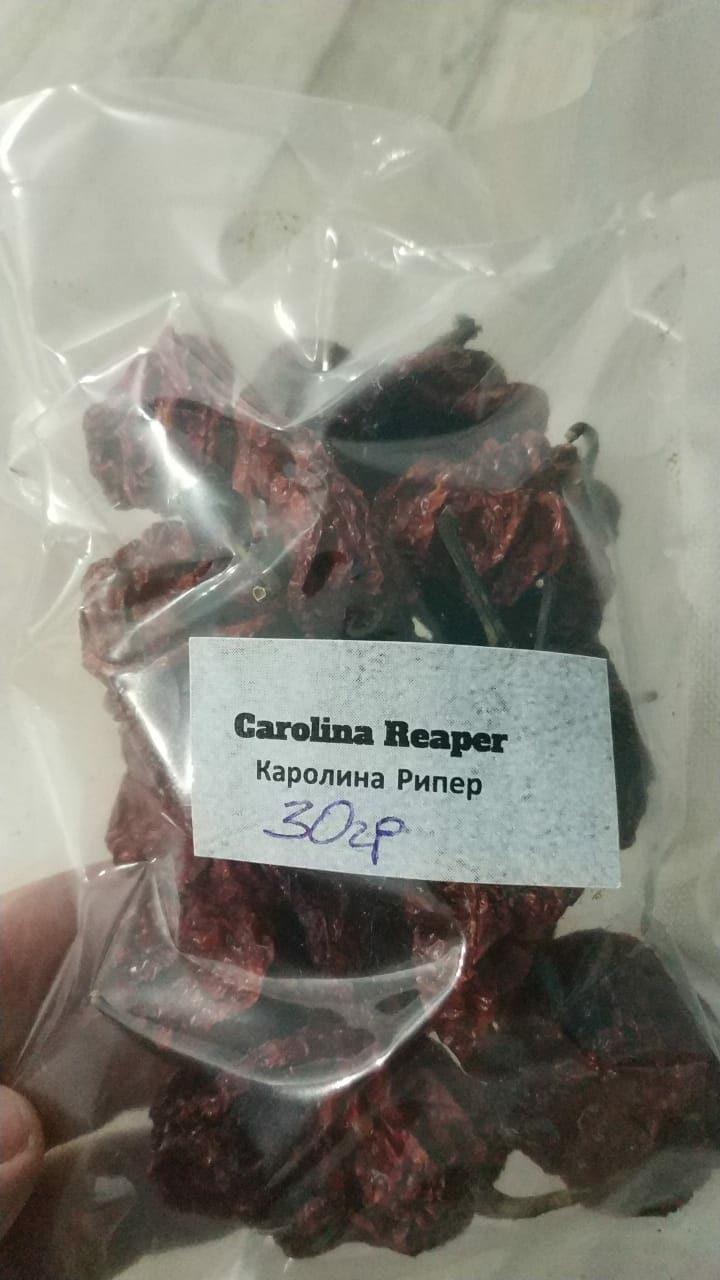 Carolina Reaper
Каролина Рипер
30гр